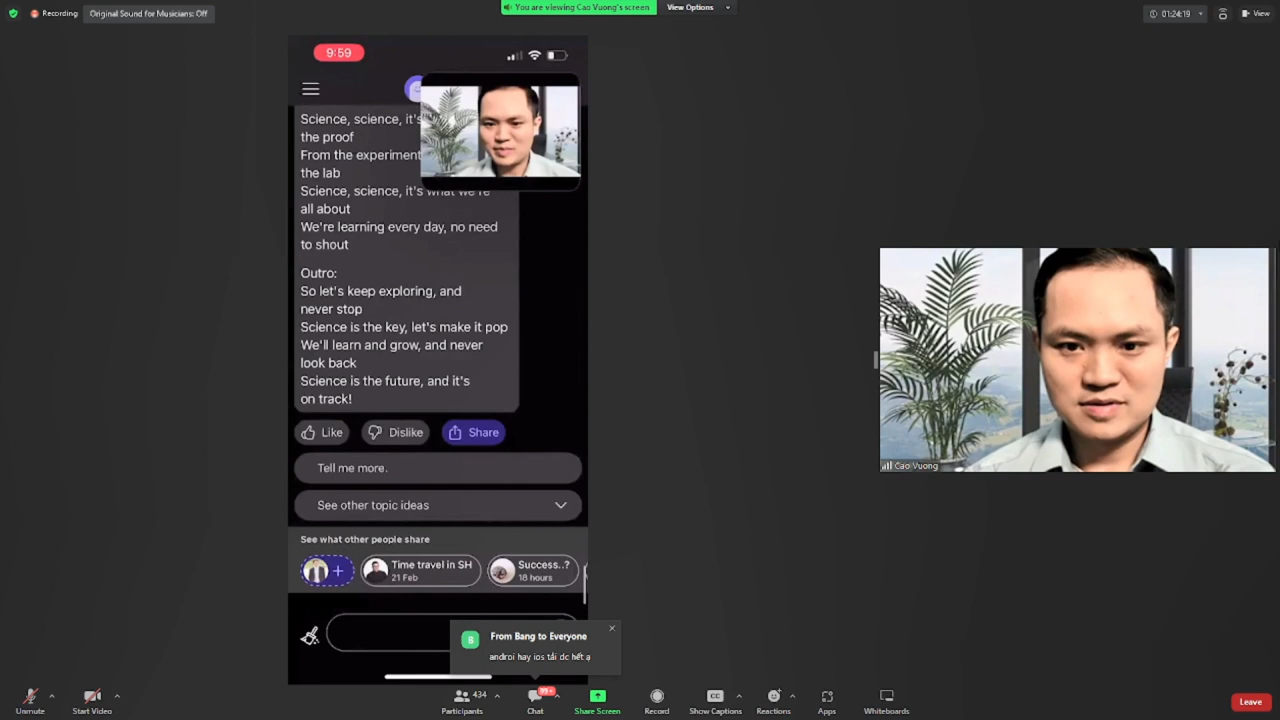 Recording
Original Sound for Musicians: Off
You are viewing Cao Vuong's screen
View Options
01:24:19
View
9:59
Science, science, it's
the proof
From the experiment
the lab
Science, science, it's what we're
all about
We're learning every day, no need
to shout
Outro:
So let's keep exploring, and
never stop
Science is the key, let's make it pop
We'll learn and grow, and never
look back
Science is the future, and it's
on track!
Like
Dislike
Share
Tell me more.
See other topic ideas
See what other people share
Time travel in SH
21 Feb
Success..?
18 hours
B
From Bang to Everyone
androi hay ios tải dc hết ạ
Cao Vuong
Unmute
Start Video
434
Participants
99+
Chat
Share Screen
Record
CC
Show Captions
Reactions
Apps
Whiteboards
Leave